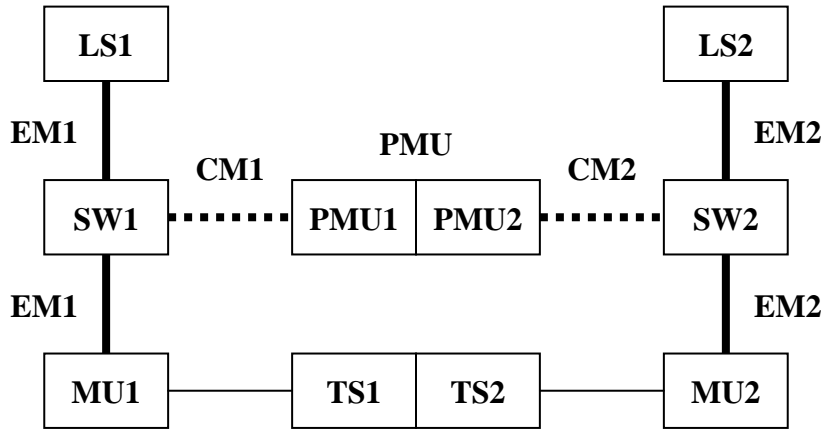 LS1 LS2
EM1 PMU EM2
CM1 CM2
SW1 PMU1 PMU2 SW2
EM1 EM2
MU1 TS1 TS2 MU2